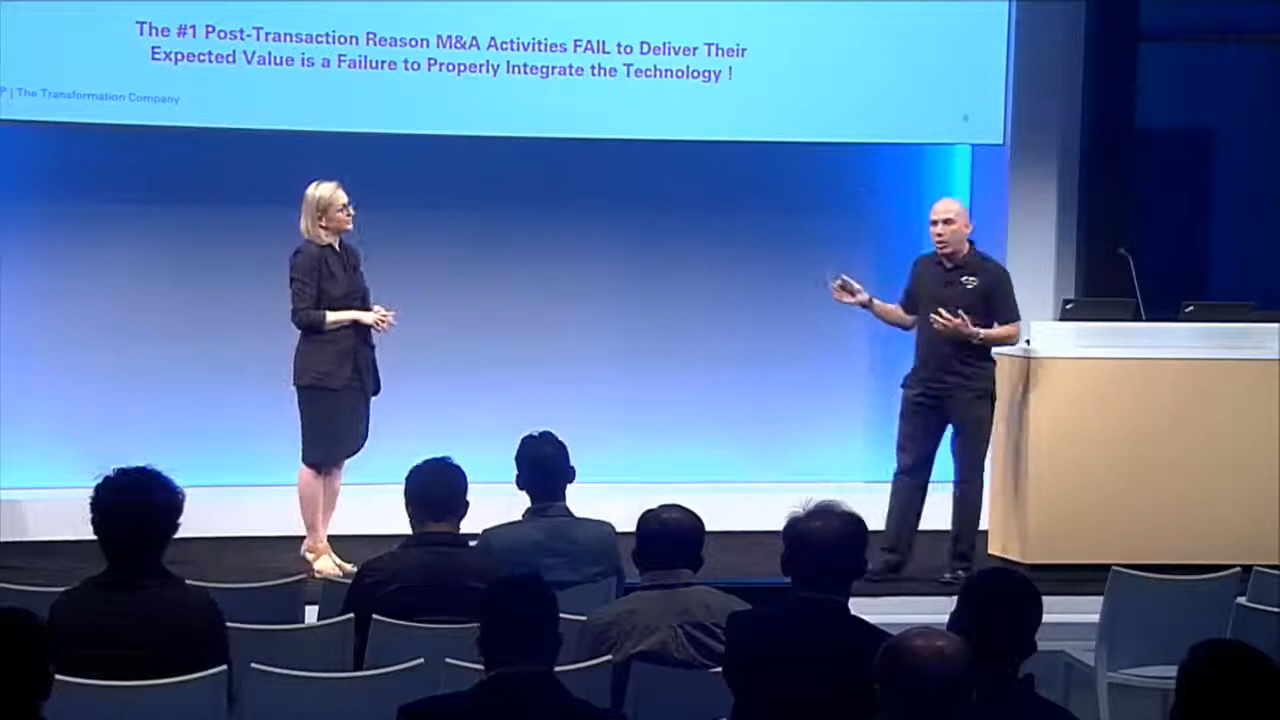 The #1 Post-Transaction Reason M&A Activities FAIL to Deliver Their
Expected Value is a Failure to Properly Integrate the Technology !
P | The Transformation Company